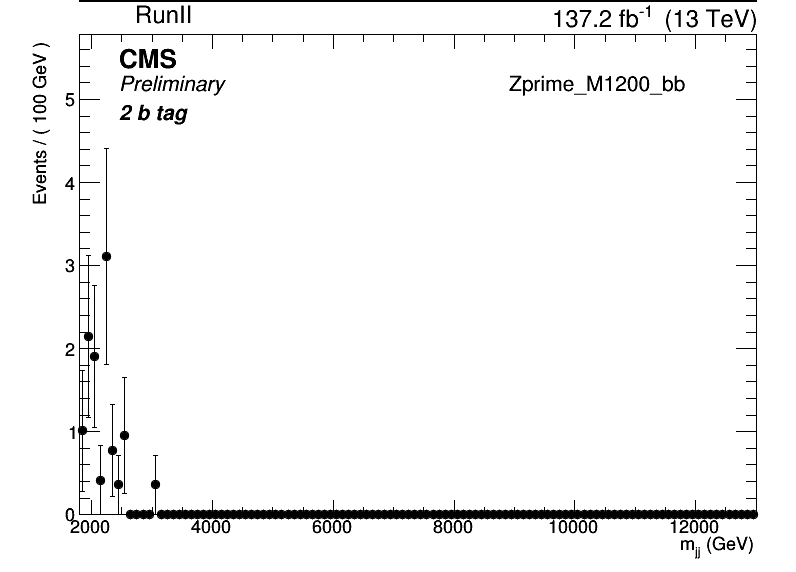 RunII 137.2 fb-1 (13 TeV)
CMS
Preliminary
Zprime_M1200_bb
2 b tag
Events / ( 100 GeV )
5
4
3
2
1
0
2000 4000 6000 8000 10000 12000
mjj (GeV)